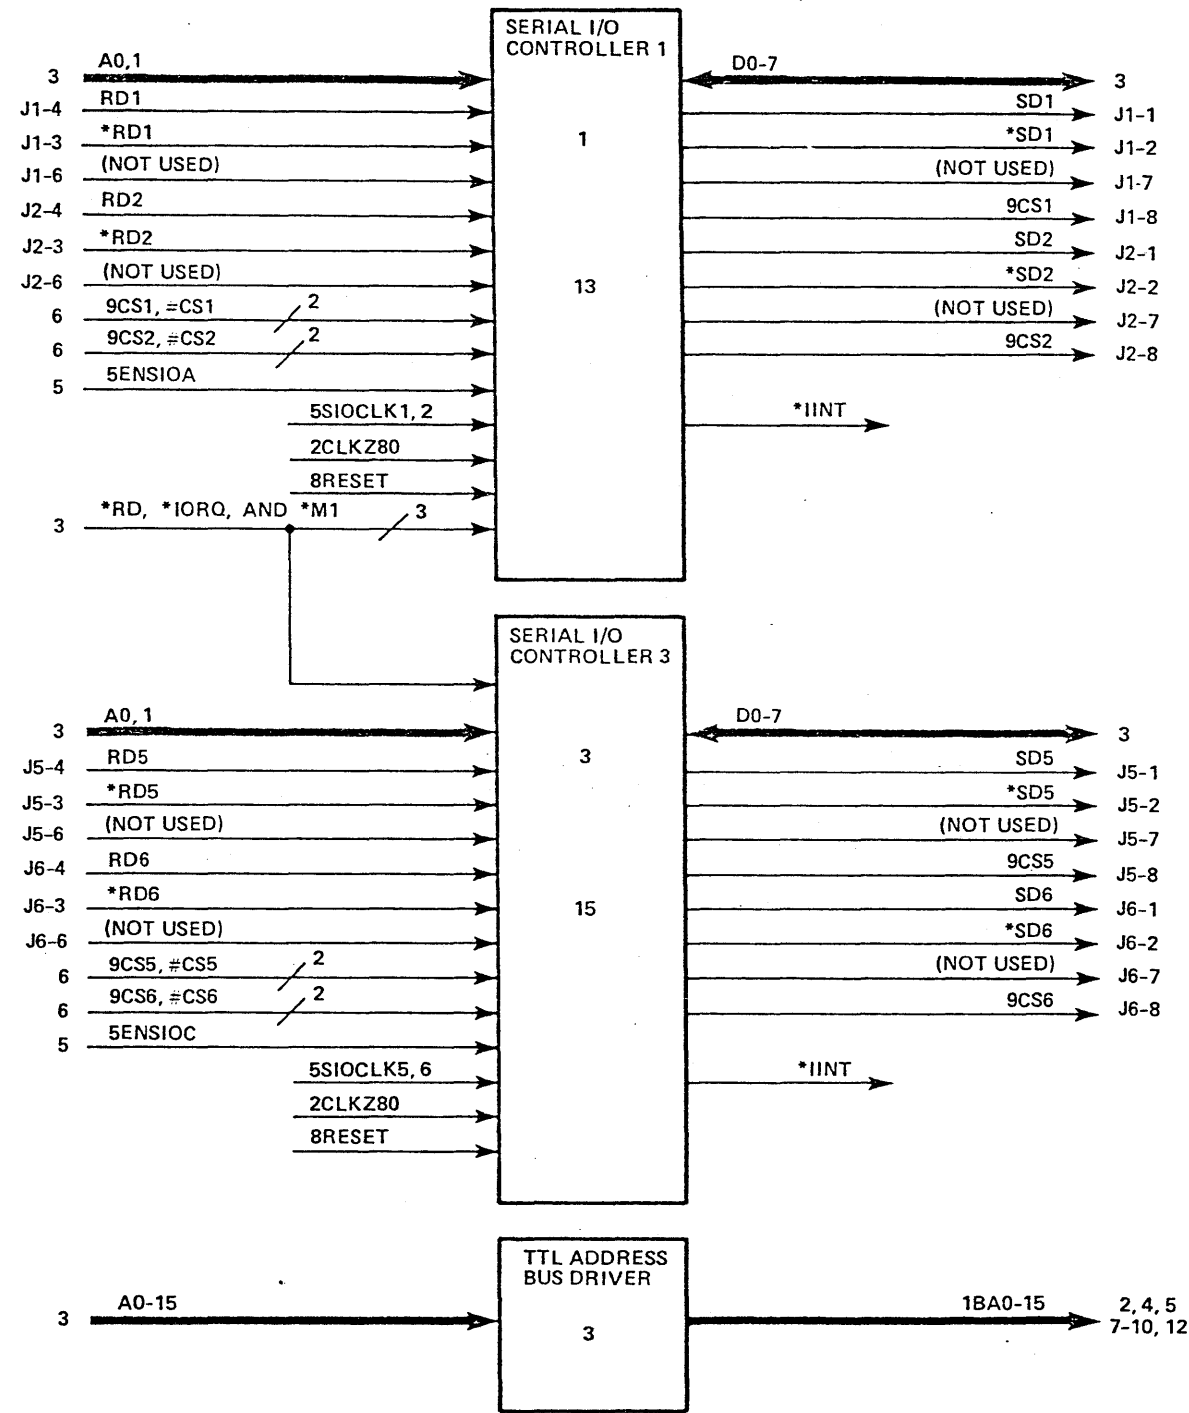 SERIAL I/O
CONTROLLER 1
1
13
3 A0,1
J1-4 RD1
J1-3 *RD1
J1-6 (NOT USED)
J2-4 RD2
J2-3 *RD2
J2-6 (NOT USED)
6 9CS1, #CS1 2
6 9CS2, #CS2 2
5 5ENSIOA
5SIOCLK1, 2
2CLKZ80
8RESET
3 *RD, *IORQ, AND *M1 3
D0-7 3
SD1 J1-1
*SD1 J1-2
(NOT USED) J1-7
9CS1 J1-8
SD2 J2-1
*SD2 J2-2
(NOT USED) J2-7
9CS2 J2-8
*IINT
SERIAL I/O
CONTROLLER 3
3
15
3 A0, 1
J5-4 RD5
J5-3 *RD5
J5-6 (NOT USED)
J6-4 RD6
J6-3 *RD6
J6-6 (NOT USED)
6 9CS5, #CS5 2
6 9CS6, #CS6 2
5 5ENSIOC
5SIOCLK5, 6
2CLKZ80
8RESET
D0-7 3
SD5 J5-1
*SD5 J5-2
(NOT USED) J5-7
9CS5 J5-8
SD6 J6-1
*SD6 J6-2
(NOT USED) J6-7
9CS6 J6-8
*IINT
TTL ADDRESS
BUS DRIVER
3
3 A0-15
1BA0-15 2, 4, 5
7-10, 12